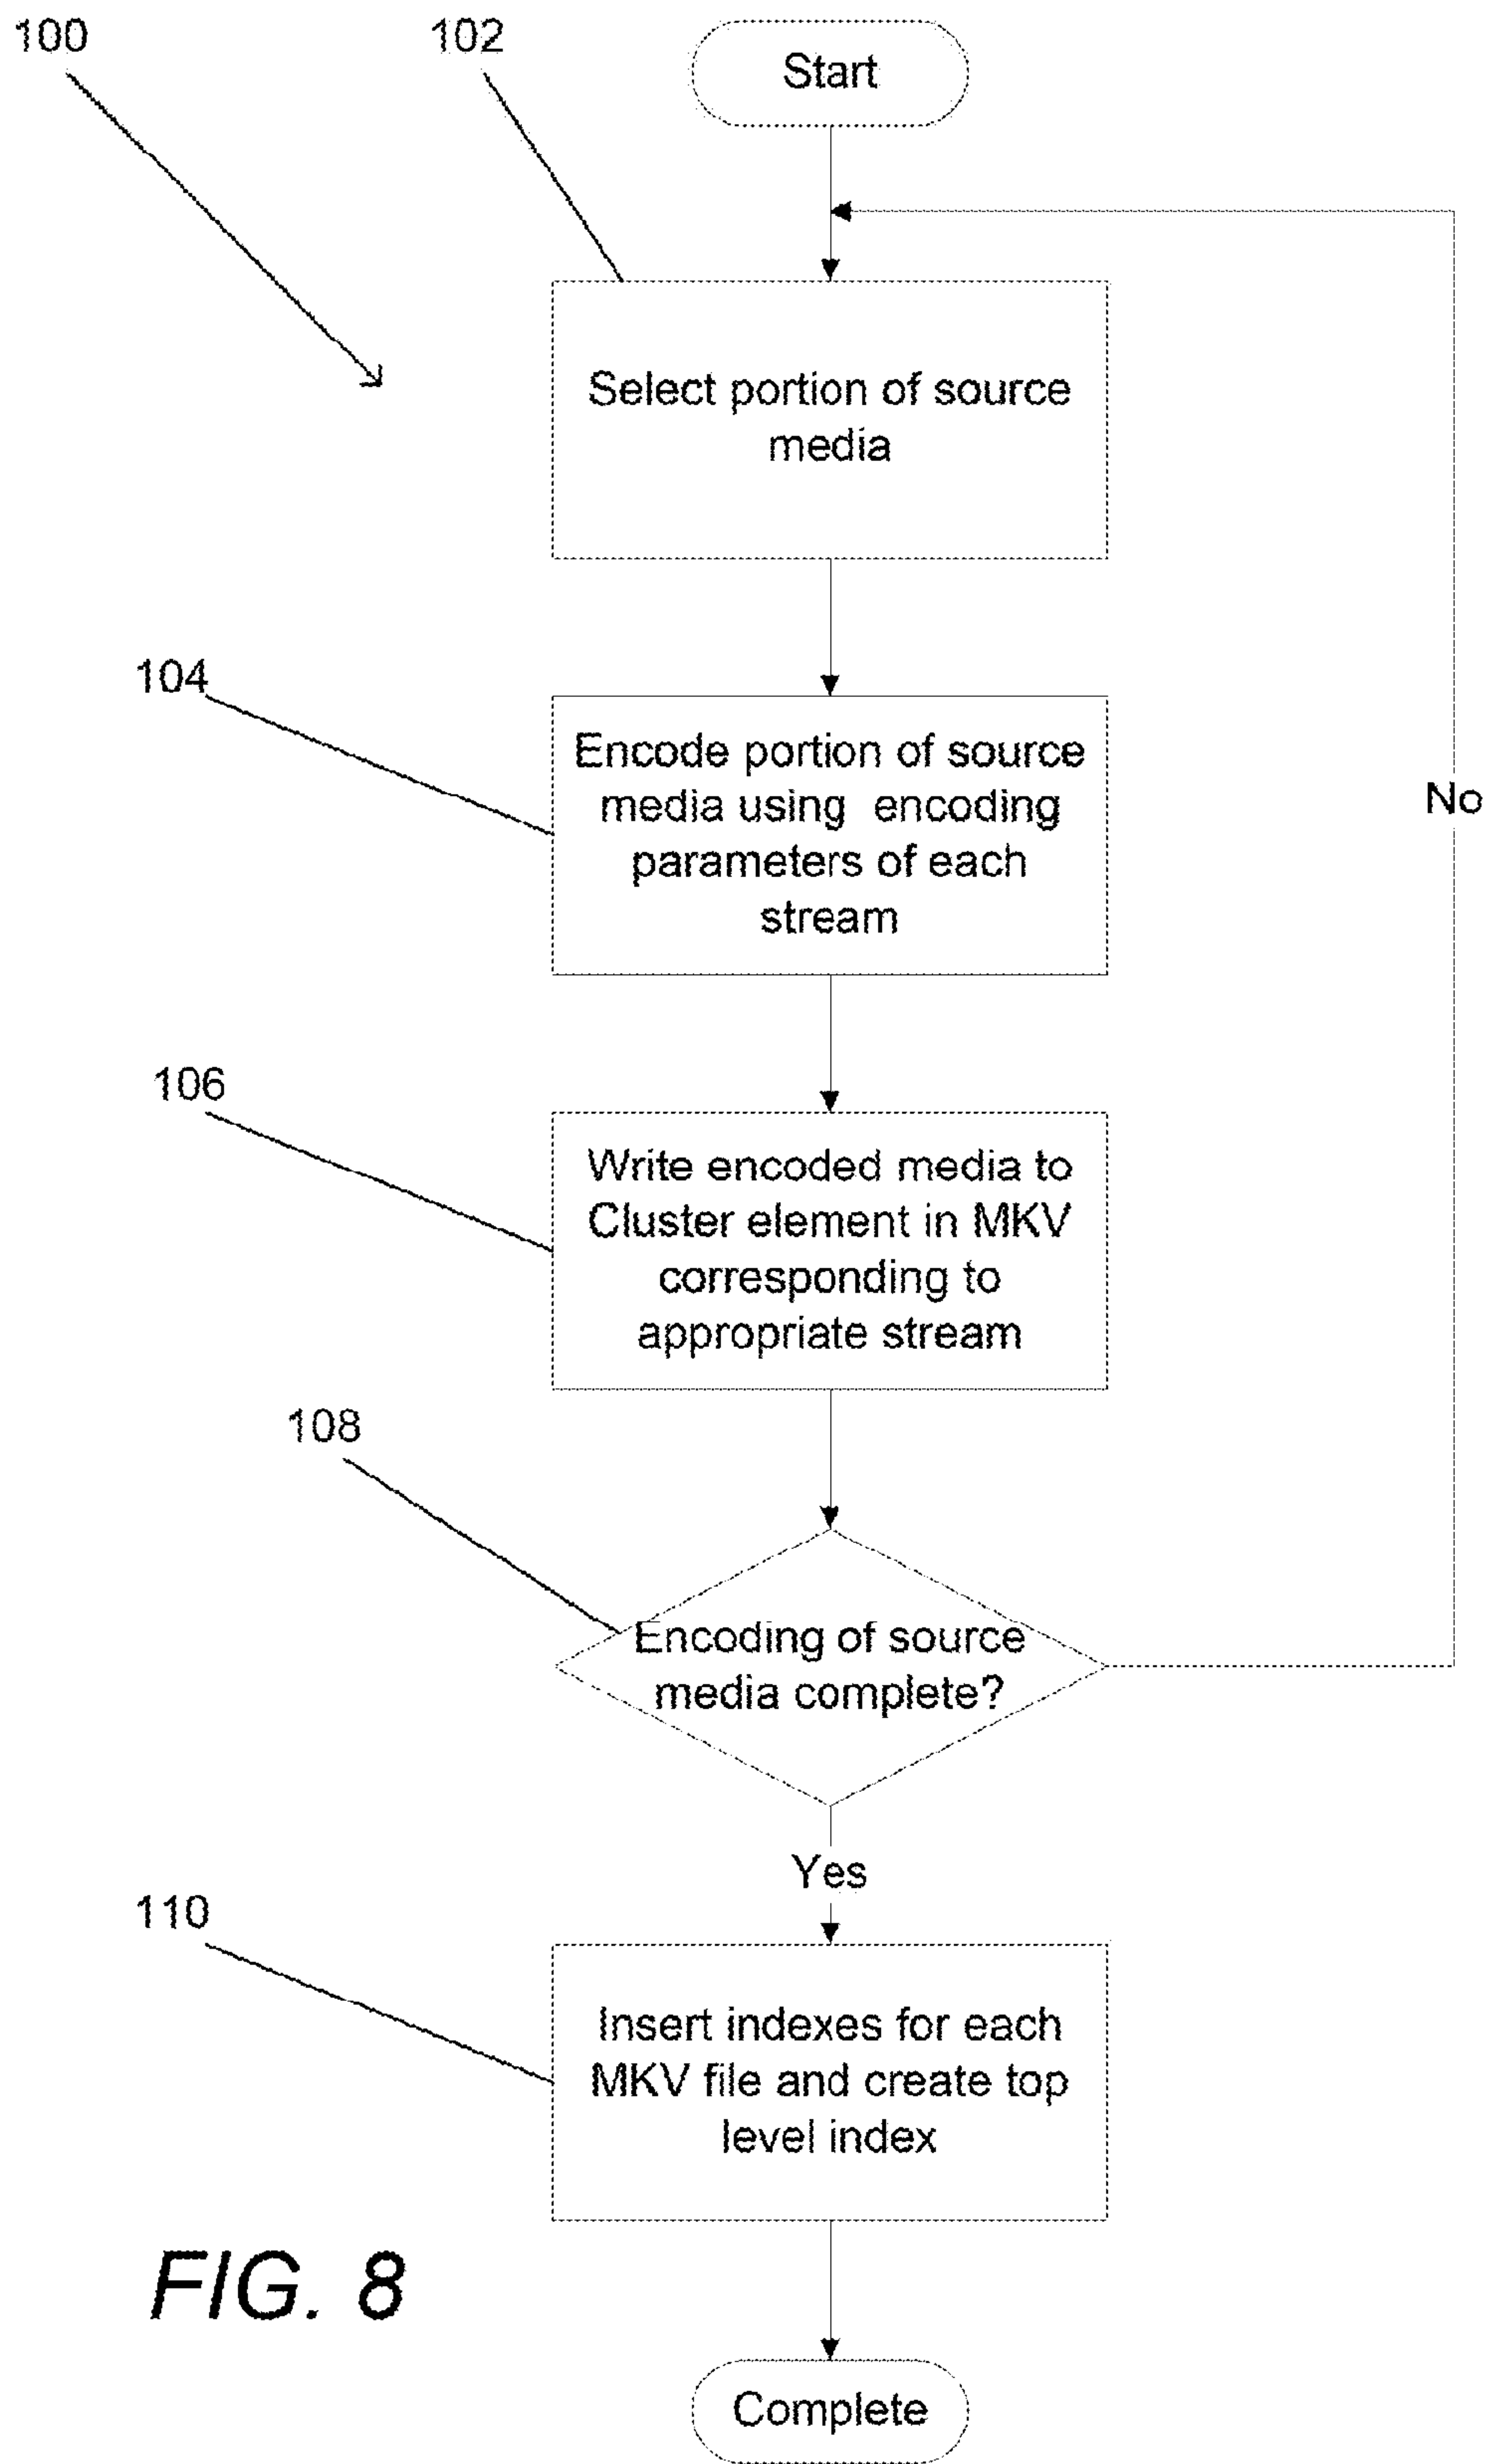 100
102
Start
Select portion of source
media
104
Encode portion of source
media using encoding
parameters of each
stream
No
106
Write encoded media to
Cluster element in MKV
corresponding to
appropriate stream
108
Encoding of source
media complete?
Yes
110
Insert indexes for each
MKV file and create top
level index
FIG. 8
Complete